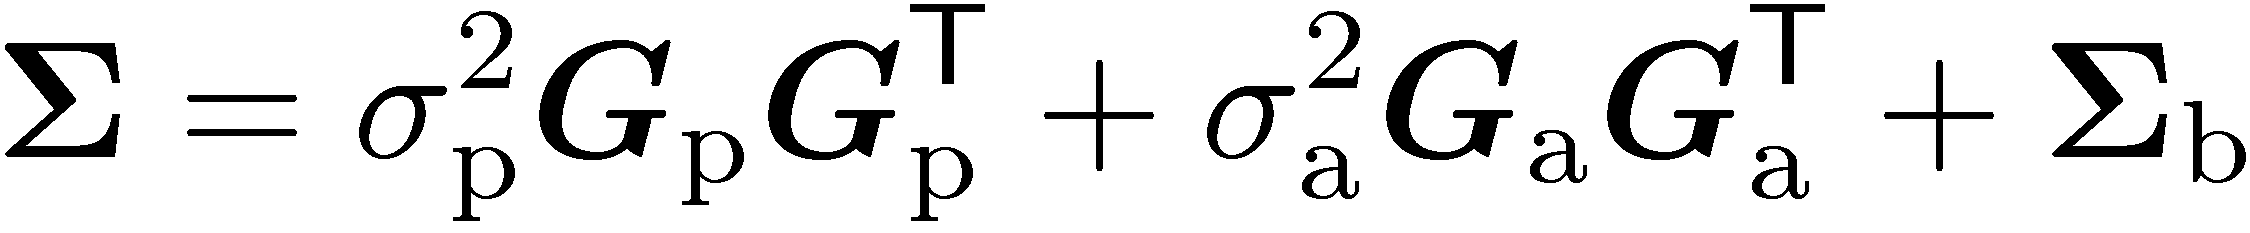 𝚺 = σ_p^2 𝑮_p 𝑮_p^⊤ + σ_a^2 𝑮_a 𝑮_a^⊤ + 𝚺_b